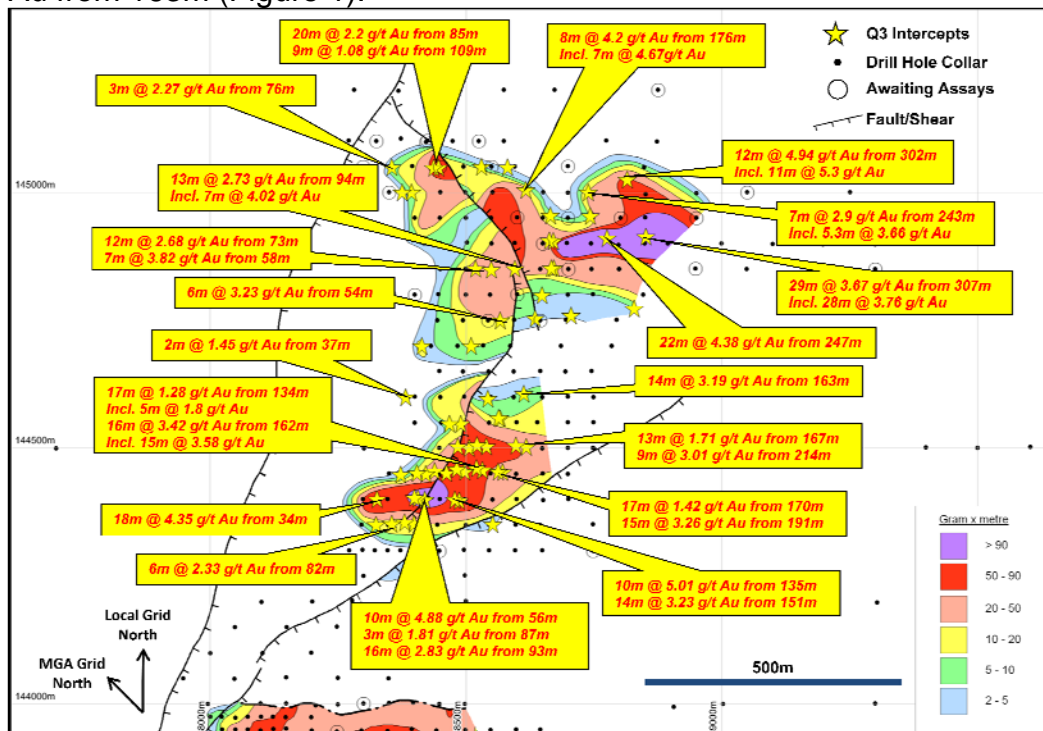 20m @ 2.2 g/t Au from 85m
9m @ 1.08 g/t Au from 109m
8m @ 4.2 g/t Au from 176m
Incl. 7m @ 4.67g/t Au
Q3 Intercepts
Drill Hole Collar
Awaiting Assays
Fault/Shear
3m @ 2.27 g/t Au from 76m
12m @ 4.94 g/t Au from 302m
Incl. 11m @ 5.3 g/t Au
145000m
13m @ 2.73 g/t Au from 94m
Incl. 7m @ 4.02 g/t Au
7m @ 2.9 g/t Au from 243m
Incl. 5.3m @ 3.66 g/t Au
12m @ 2.68 g/t Au from 73m
7m @ 3.82 g/t Au from 58m
29m @ 3.67 g/t Au from 307m
Incl. 28m @ 3.76 g/t Au
6m @ 3.23 g/t Au from 54m
22m @ 4.38 g/t Au from 247m
2m @ 1.45 g/t Au from 37m
14m @ 3.19 g/t Au from 163m
17m @ 1.28 g/t Au from 134m
Incl. 5m @ 1.8 g/t Au
16m @ 3.42 g/t Au from 162m
Incl. 15m @ 3.58 g/t Au
144500m
13m @ 1.71 g/t Au from 167m
9m @ 3.01 g/t Au from 214m
17m @ 1.42 g/t Au from 170m
15m @ 3.26 g/t Au from 191m
18m @ 4.35 g/t Au from 34m
6m @ 2.33 g/t Au from 82m
10m @ 5.01 g/t Au from 135m
14m @ 3.23 g/t Au from 151m
10m @ 4.88 g/t Au from 56m
3m @ 1.81 g/t Au from 87m
16m @ 2.83 g/t Au from 93m
Gram x metre
> 90
50 - 90
20 - 50
10 - 20
5 - 10
2 - 5
Local Grid
North
MGA Grid
North
500m
144000m
8000m
8500m
9000m